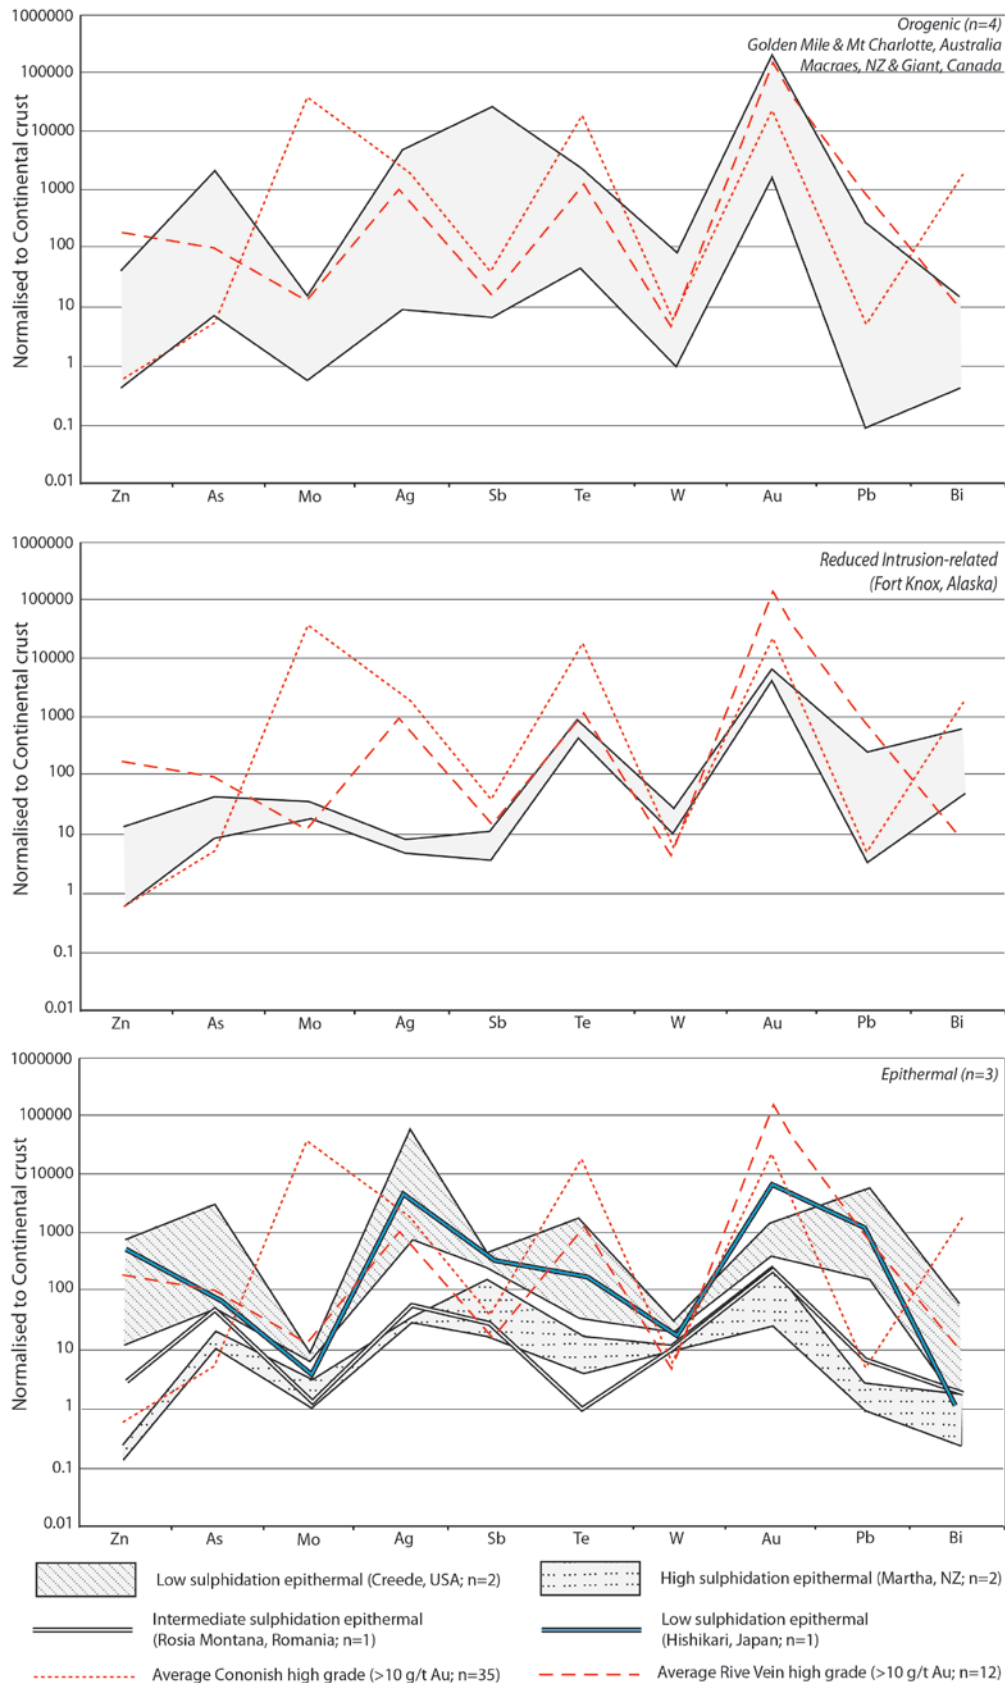 Orogenic (n=4)
Golden Mile & Mt Charlotte, Australia
Macraes, NZ & Giant, Canada
Normalised to Continental crust
1000000
100000
10000
1000
100
10
1
0.1
0.01
Zn As Mo Ag Sb Te W Au Pb Bi
Reduced Intrusion-related
(Fort Knox, Alaska)
Normalised to Continental crust
1000000
100000
10000
1000
100
10
1
0.1
0.01
Zn As Mo Ag Sb Te W Au Pb Bi
Epithermal (n=3)
Normalised to Continental crust
1000000
100000
10000
1000
100
10
1
0.1
0.01
Zn As Mo Ag Sb Te W Au Pb Bi
Low sulphidation epithermal (Creede, USA; n=2)
High sulphidation epithermal (Martha, NZ; n=2)
Intermediate sulphidation epithermal
(Rosia Montana, Romania; n=1)
Low sulphidation epithermal
(Hishikari, Japan; n=1)
Average Cononish high grade (>10 g/t Au; n=35)
Average Rive Vein high grade (>10 g/t Au; n=12)